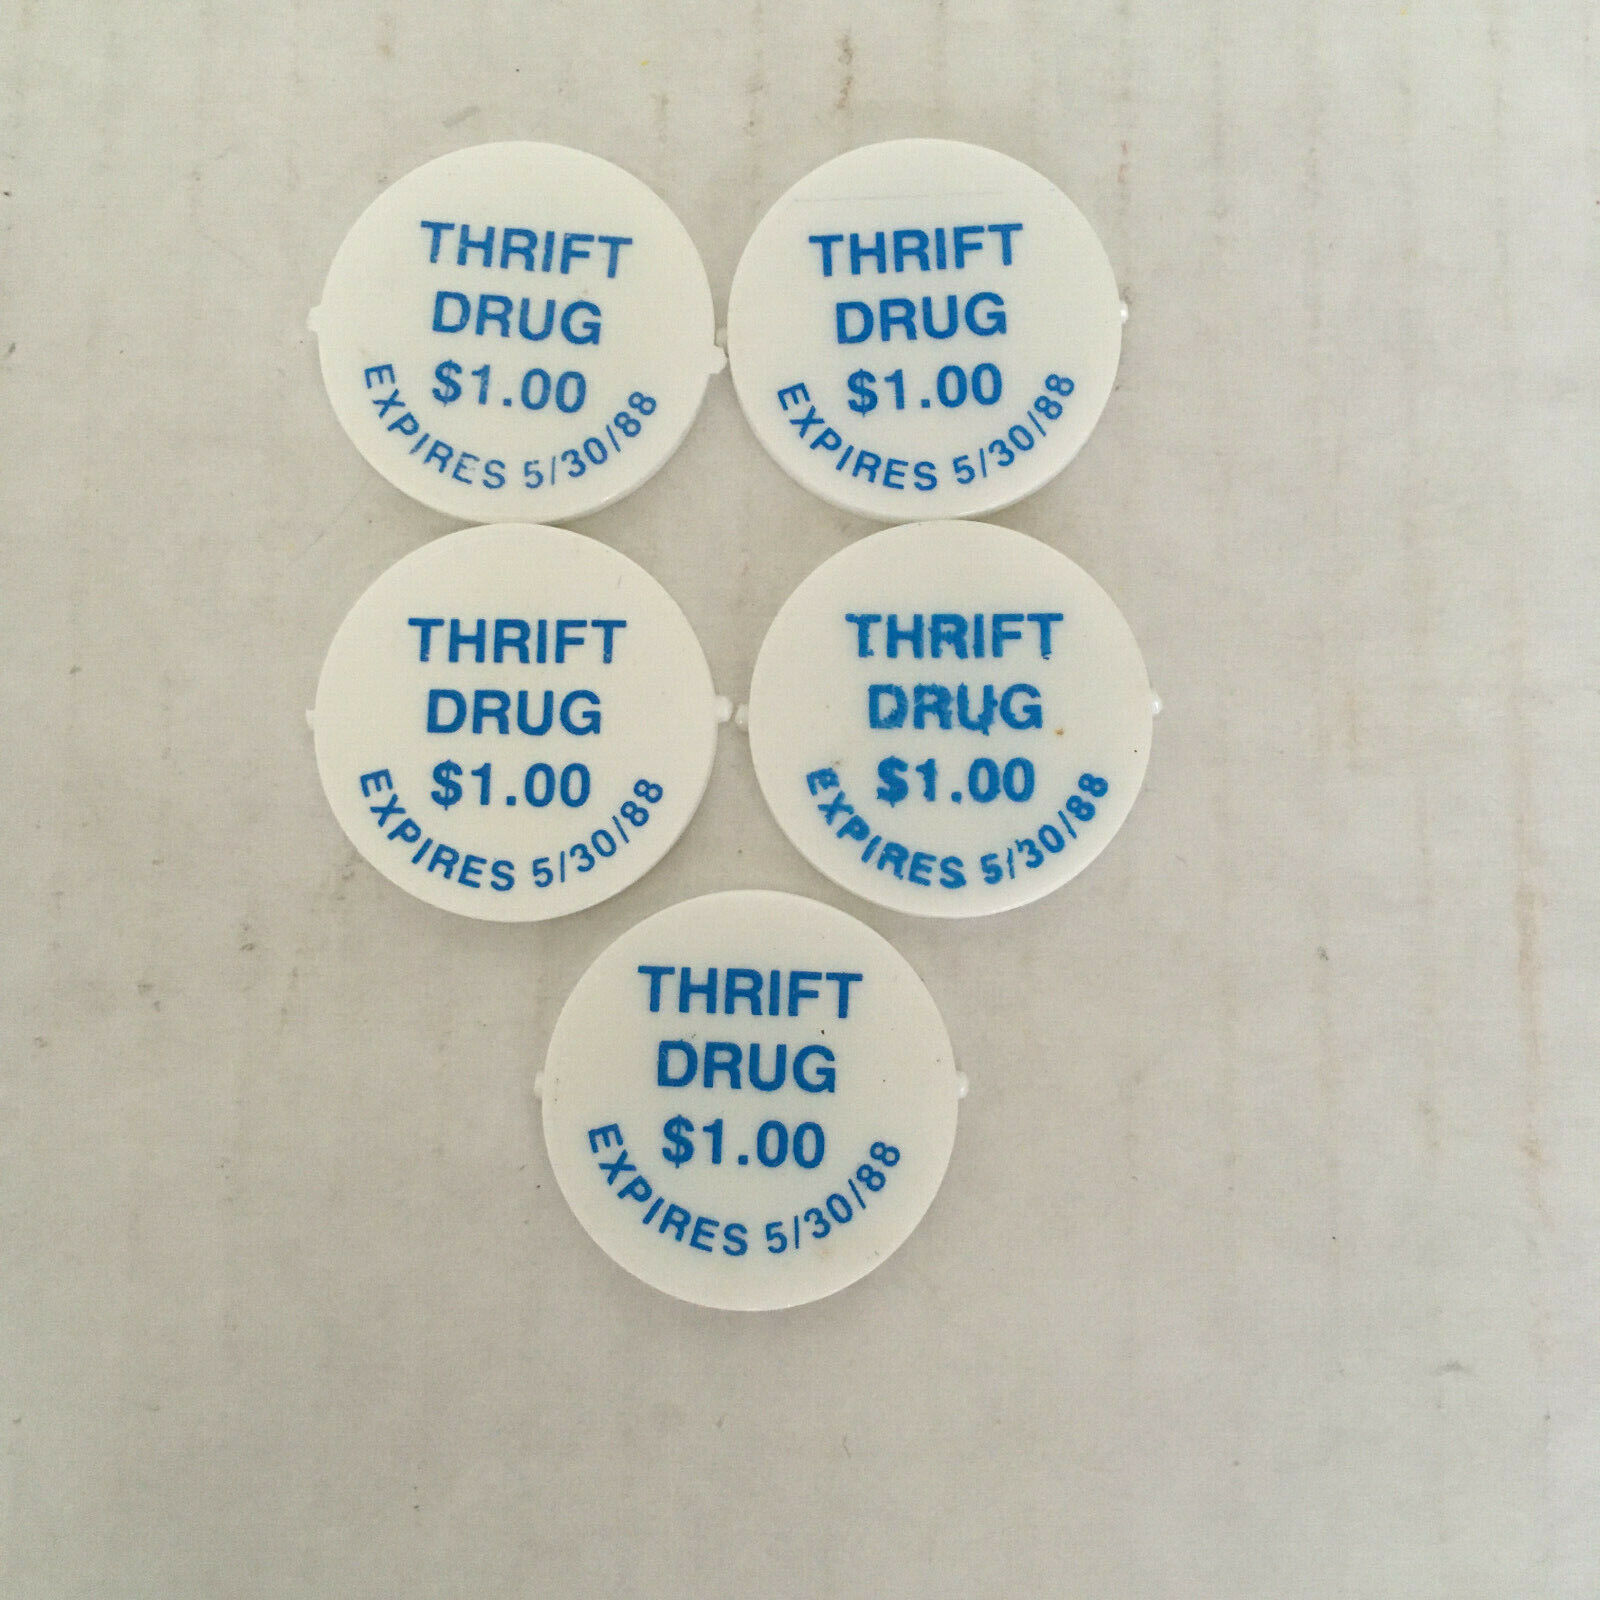 THRIFT
DRUG
$1.00
EXPIRES 5/30/88
THRIFT
DRUG
$1.00
EXPIRES 5/30/88
THRIFT
DRUG
$1.00
EXPIRES 5/30/88
THRIFT
DRUG
$1.00
EXPIRES 5/30/88
THRIFT
DRUG
$1.00
EXPIRES 5/30/88